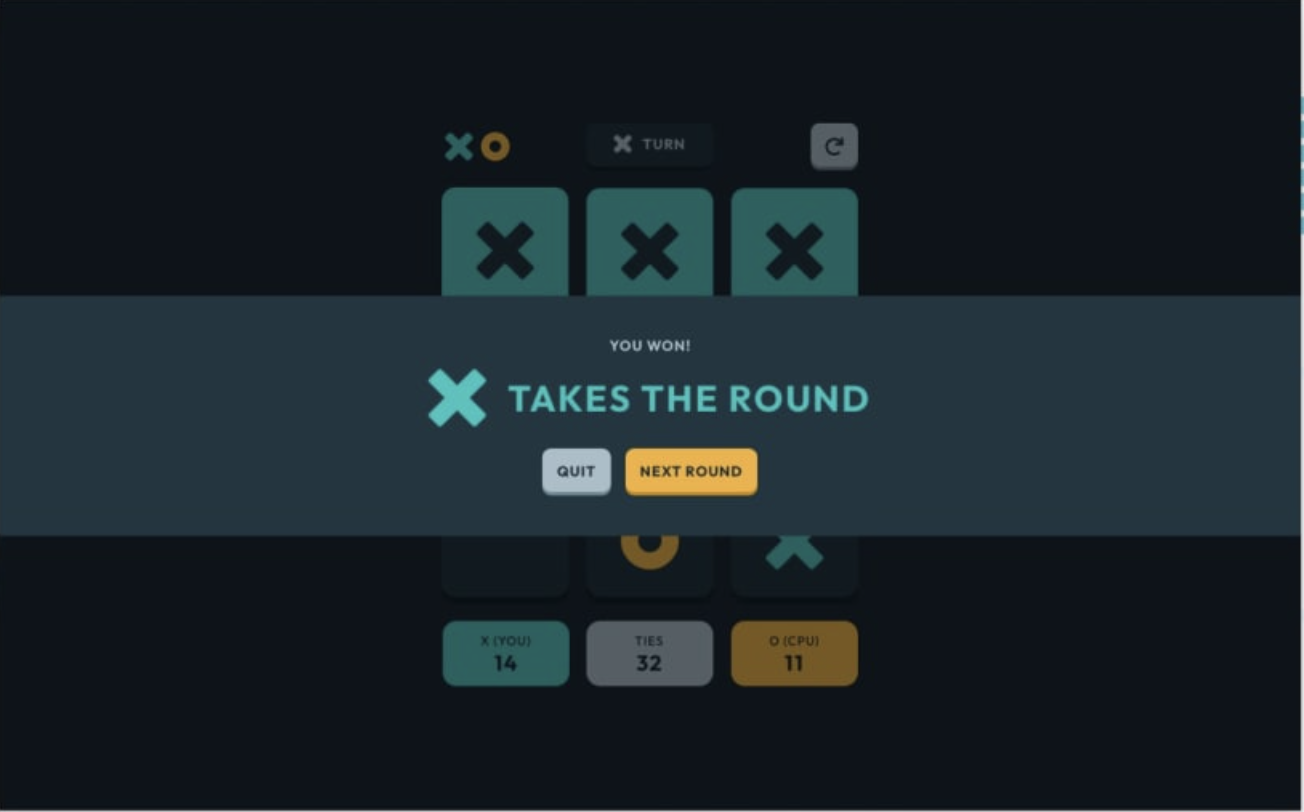 TURN
YOU WON!
TAKES THE ROUND
QUIT
NEXT ROUND
X (YOU)
14
TIES
32
O (CPU)
11